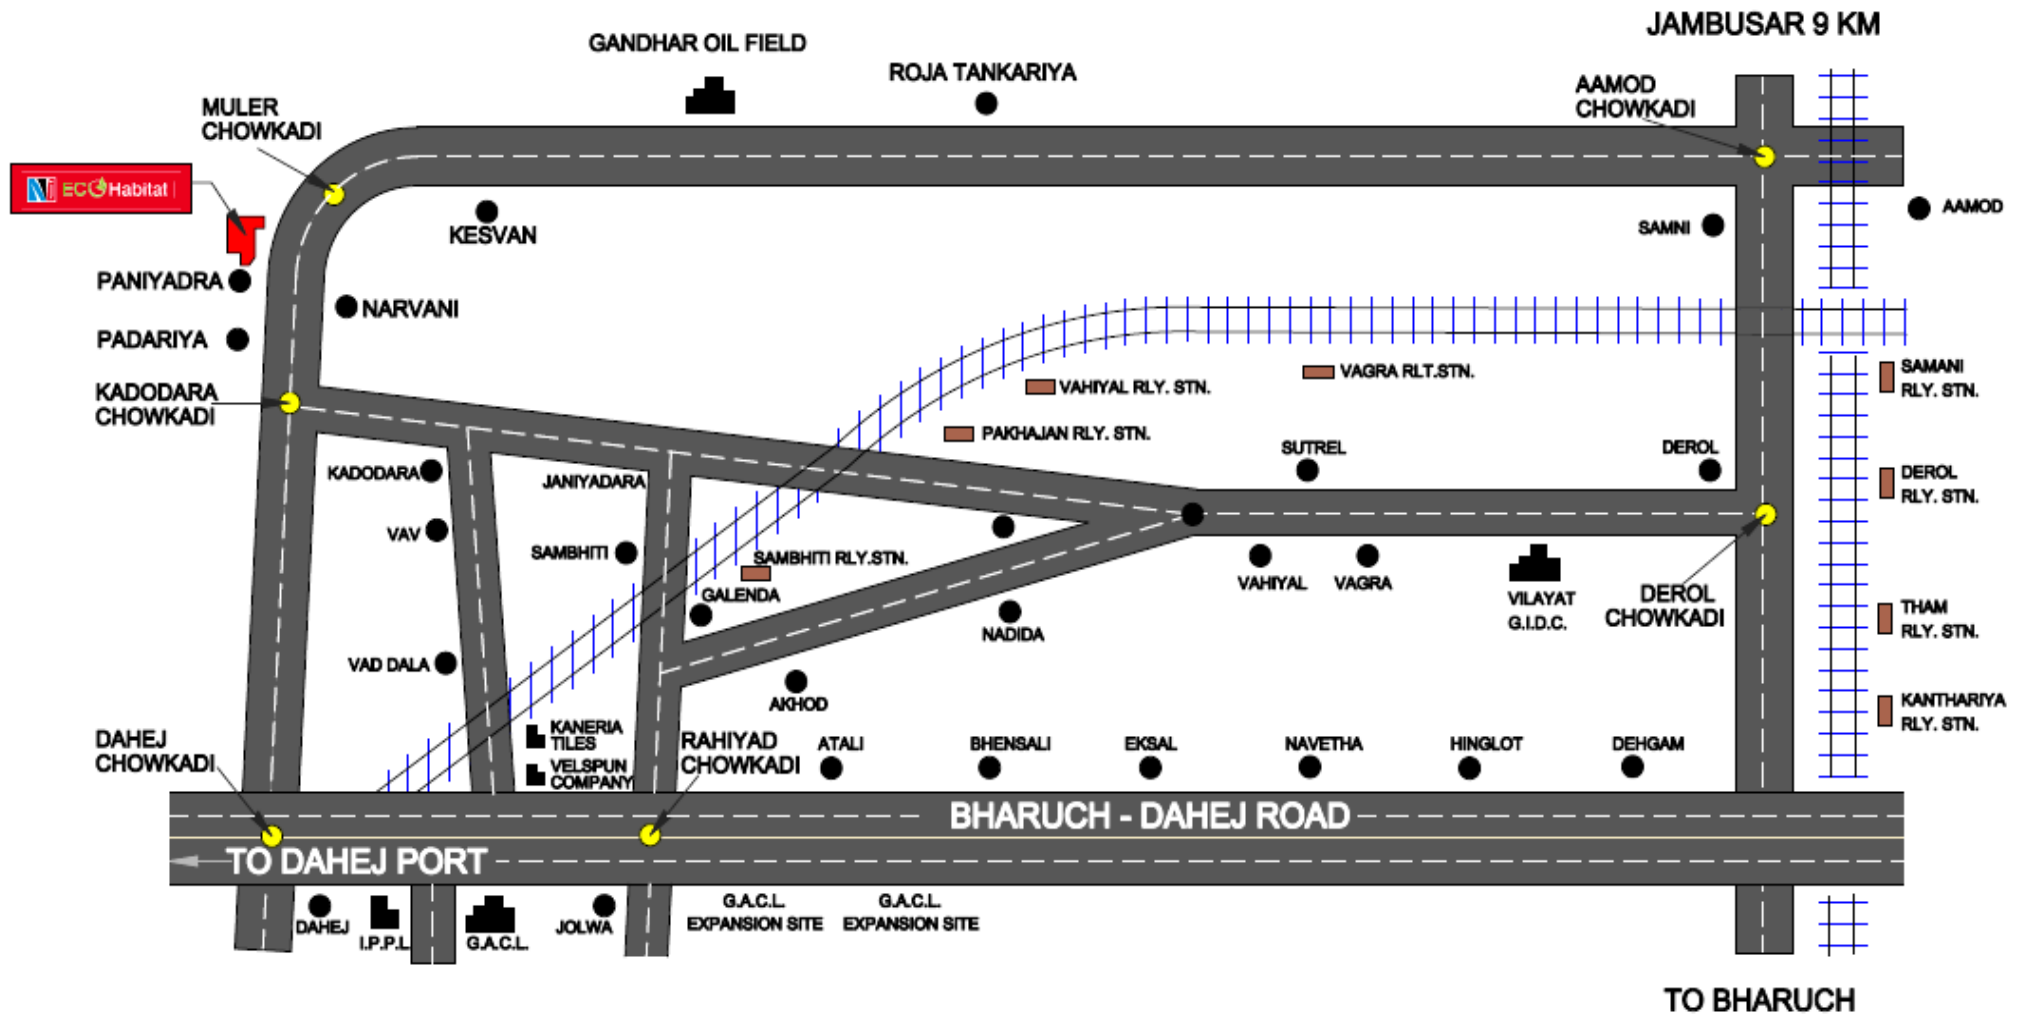 JAMBUSAR 9 KM
GANDHAR OIL FIELD
ROJA TANKARIYA
AAMOD
CHOWKADI
MULER
CHOWKADI
ECO Habitat
SAMNI
AAMOD
KESVAN
PANIYADRA
NARVANI
PADARIYA
KADODARA
CHOWKADI
VAHIYAL RLY. STN.
VAGRA RLT.STN.
SAMANI
RLY. STN.
PAKHAJAN RLY. STN.
SUTREL
DEROL
KADODARA
JANIYADARA
DEROL
RLY. STN.
VAV
SAMBHITI
SAMBHITI RLY.STN.
GALENDA
VAHIYAL
VAGRA
VILAYAT
G.I.D.C.
DEROL
CHOWKADI
THAM
RLY. STN.
NADIDA
VAD DALA
AKHOD
KANTHARIYA
RLY. STN.
DAHEJ
CHOWKADI
KANERIA
TILES
VELSPUN
COMPANY
RAHIYAD
CHOWKADI
ATALI
BHENSALI
EKSAL
NAVETHA
HINGLOT
DEHGAM
BHARUCH - DAHEJ ROAD
TO DAHEJ PORT
DAHEJ
I.P.P.L
G.A.C.L.
JOLWA
G.A.C.L.
EXPANSION SITE
G.A.C.L.
EXPANSION SITE
TO BHARUCH